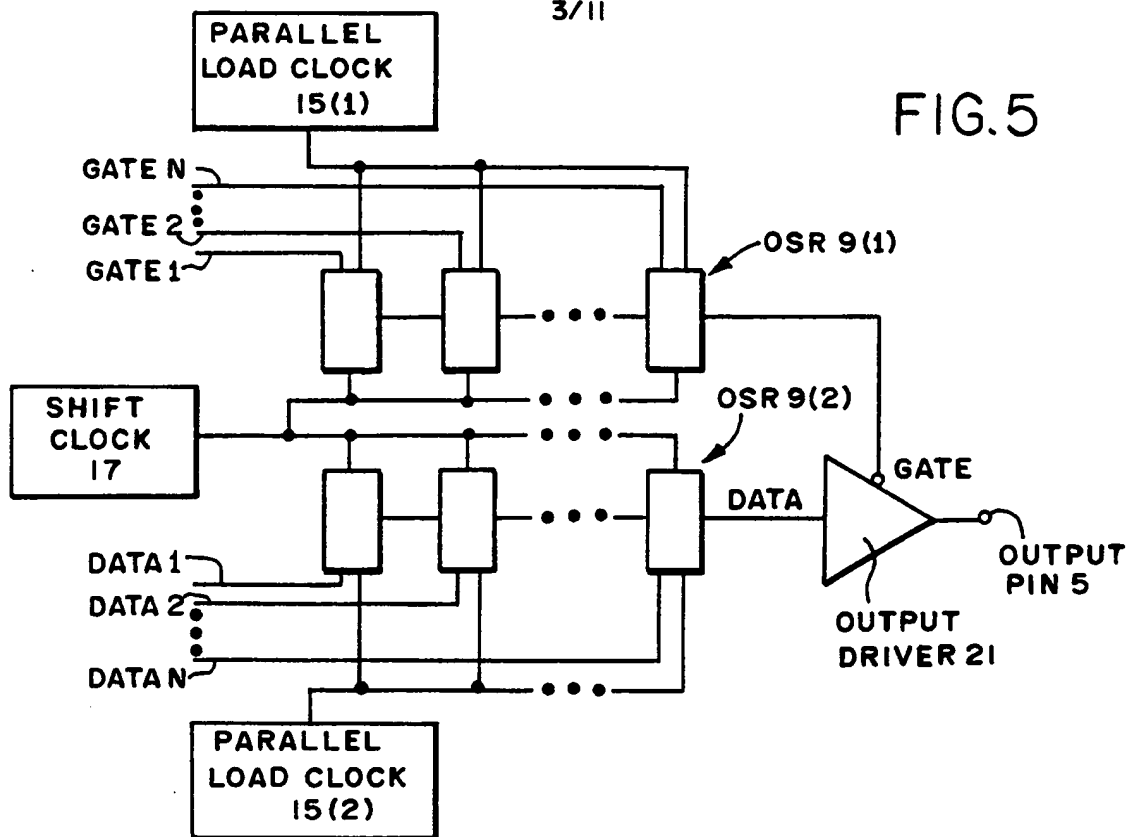 3/11
PARALLEL
LOAD CLOCK
15(1)
FIG. 5
GATE N
GATE 2
GATE 1
OSR 9(1)
SHIFT
CLOCK
17
OSR 9(2)
GATE
DATA
OUTPUT
PIN 5
DATA 1
DATA 2
OUTPUT
DRIVER 21
DATA N
PARALLEL
LOAD CLOCK
15(2)